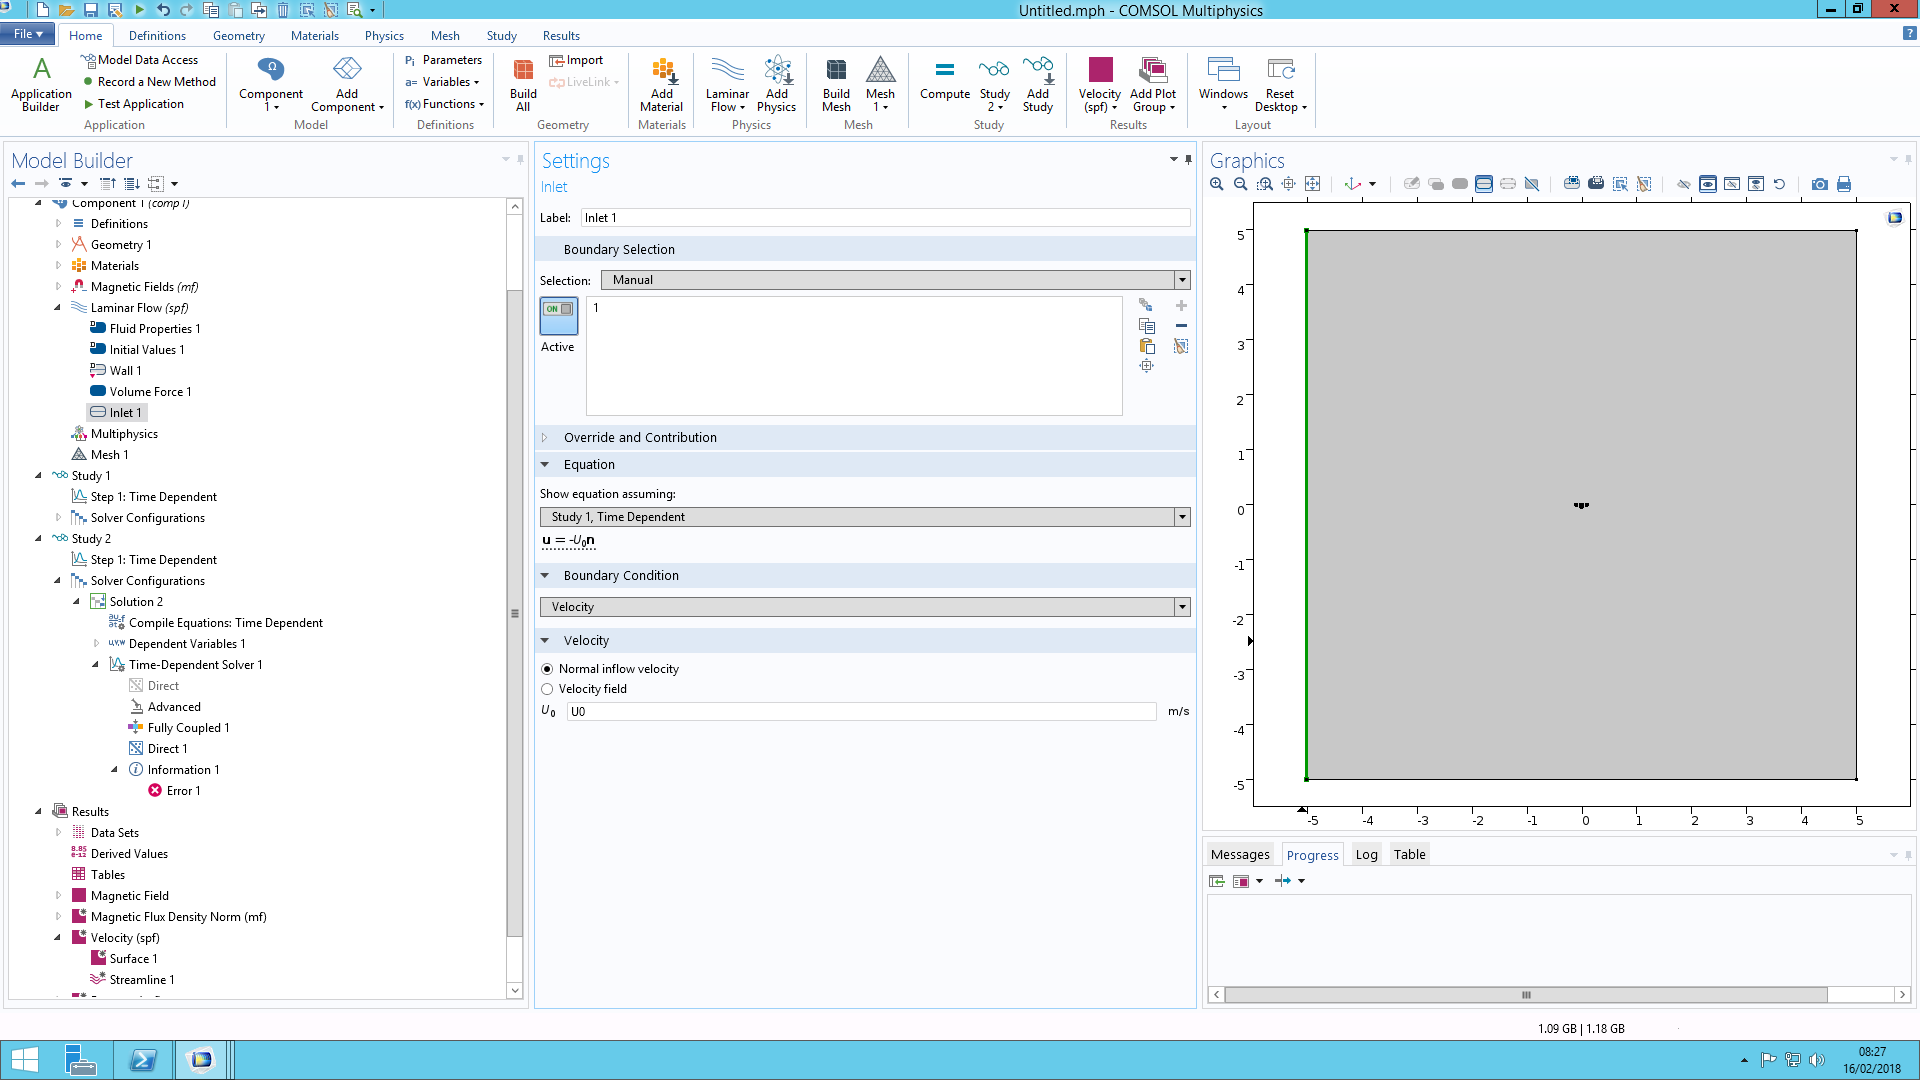 Untitled.mph - COMSOL Multiphysics
File
Home
Definitions
Geometry
Materials
Physics
Mesh
Study
Results
Application Builder
Model Data Access
Record a New Method
Test Application
Application
Component 1
Add Component
Model
Pi Parameters
a= Variables
f(x) Functions
Definitions
Build All
Import
LiveLink
Geometry
Add Material
Materials
Laminar Flow
Add Physics
Physics
Build Mesh
Mesh 1
Mesh
Compute
Study 2
Add Study
Study
Velocity (spf)
Add Plot Group
Results
Windows
Reset Desktop
Layout
Model Builder
Component 1 (comp1)
Definitions
Geometry 1
Materials
Magnetic Fields (mf)
Laminar Flow (spf)
Fluid Properties 1
Initial Values 1
Wall 1
Volume Force 1
Inlet 1
Multiphysics
Mesh 1
Study 1
Step 1: Time Dependent
Solver Configurations
Study 2
Step 1: Time Dependent
Solver Configurations
Solution 2
Compile Equations: Time Dependent
Dependent Variables 1
Time-Dependent Solver 1
Direct
Advanced
Fully Coupled 1
Direct 1
Information 1
Error 1
Results
Data Sets
8.85 e-12 Derived Values
Tables
Magnetic Field
Magnetic Flux Density Norm (mf)
Velocity (spf)
Surface 1
Streamline 1
Settings
Inlet
Label: Inlet 1
Boundary Selection
Selection: Manual
ON
Active
1
Override and Contribution
Equation
Show equation assuming:
Study 1, Time Dependent
u = -U₀n
Boundary Condition
Velocity
Velocity
Normal inflow velocity
Velocity field
U₀ U0 m/s
Graphics
5
4
3
2
1
0
-1
-2
-3
-4
-5
-5 -4 -3 -2 -1 0 1 2 3 4 5
Messages
Progress
Log
Table
1.09 GB | 1.18 GB
08:27
16/02/2018